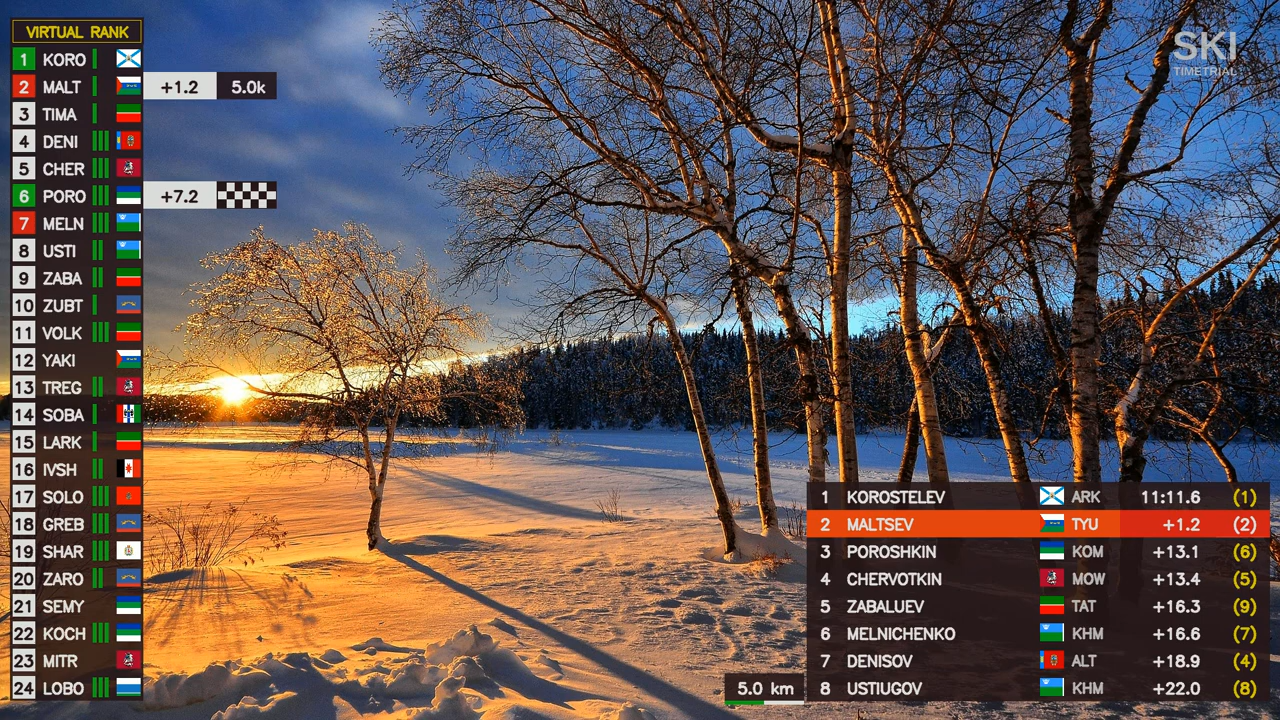 VIRTUAL RANK
1 KORO
2 MALT +1.2 5.0k
3 TIMA
4 DENI
5 CHER
6 PORO +7.2
7 MELN
8 USTI
9 ZABA
10 ZUBT
11 VOLK
12 YAKI
13 TREG
14 SOBA
15 LARK
16 IVSH
17 SOLO
18 GREB
19 SHAR
20 ZARO
21 SEMY
22 KOCH
23 MITR
24 LOBO
SKI
TIMETRIAL
1 KOROSTELEV ARK 11:11.6 (1)
2 MALTSEV TYU +1.2 (2)
3 POROSHKIN KOM +13.1 (6)
4 CHERVOTKIN MOW +13.4 (5)
5 ZABALUEV TAT +16.3 (9)
6 MELNICHENKO KHM +16.6 (7)
7 DENISOV ALT +18.9 (4)
8 USTIUGOV KHM +22.0 (8)
5.0 km